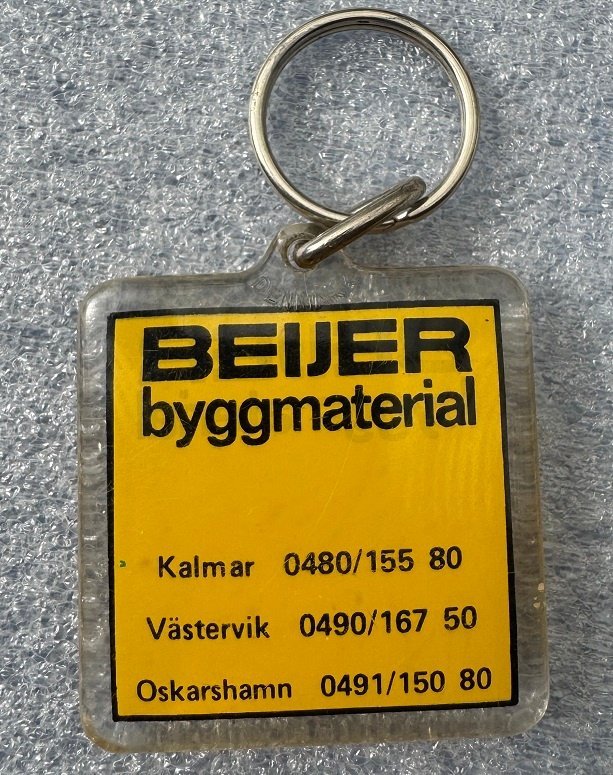 BEIJER
byggmaterial
Kalmar 0480/155 80
Västervik 0490/167 50
Oskarshamn 0491/150 80